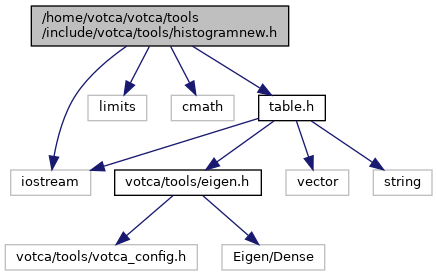 /home/votca/votca/tools
/include/votca/tools/histogramnew.h
limits
cmath
table.h
iostream
votca/tools/eigen.h
vector
string
votca/tools/votca_config.h
Eigen/Dense